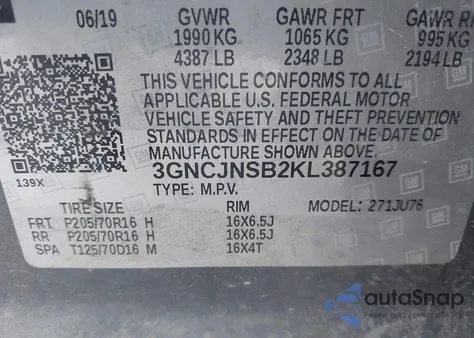 06/19 GVWR GAWR FRT GAWR R
1990 KG 1065 KG 995 KG
4387 LB 2348 LB 2194 LB
THIS VEHICLE CONFORMS TO ALL
APPLICABLE U.S. FEDERAL MOTOR
VEHICLE SAFETY AND THEFT PREVENTION
STANDARDS IN EFFECT ON THE DATE OF
MANUFACTURE SHOWN ABOVE.
139X 3GNCJNSB2KL387167
TYPE: M.P.V.
TIRE SIZE RIM MODEL: 271JU76
FRT P205/70R16 H 16X6.5J
RR P205/70R16 H 16X6.5J
SPA T125/70D16 M 16X4T
GM
autoSnap